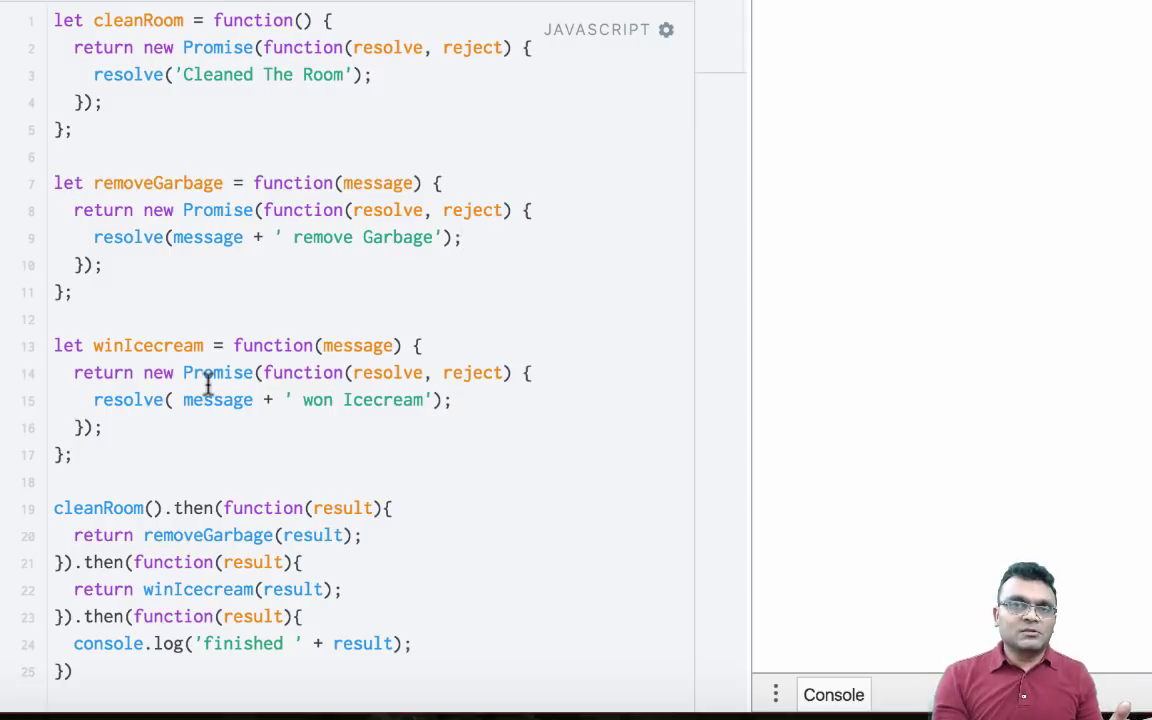 1 let cleanRoom = function() {
JAVASCRIPT
2 return new Promise(function(resolve, reject) {
3 resolve('Cleaned The Room');
4 });
5 };
6
7 let removeGarbage = function(message) {
8 return new Promise(function(resolve, reject) {
9 resolve(message + ' remove Garbage');
10 });
11 };
12
13 let winIcecream = function(message) {
14 return new Promise(function(resolve, reject) {
15 resolve( message + ' won Icecream');
16 });
17 };
18
19 cleanRoom().then(function(result){
20 return removeGarbage(result);
21 }).then(function(result){
22 return winIcecream(result);
23 }).then(function(result){
24 console.log('finished ' + result);
25 })
Console